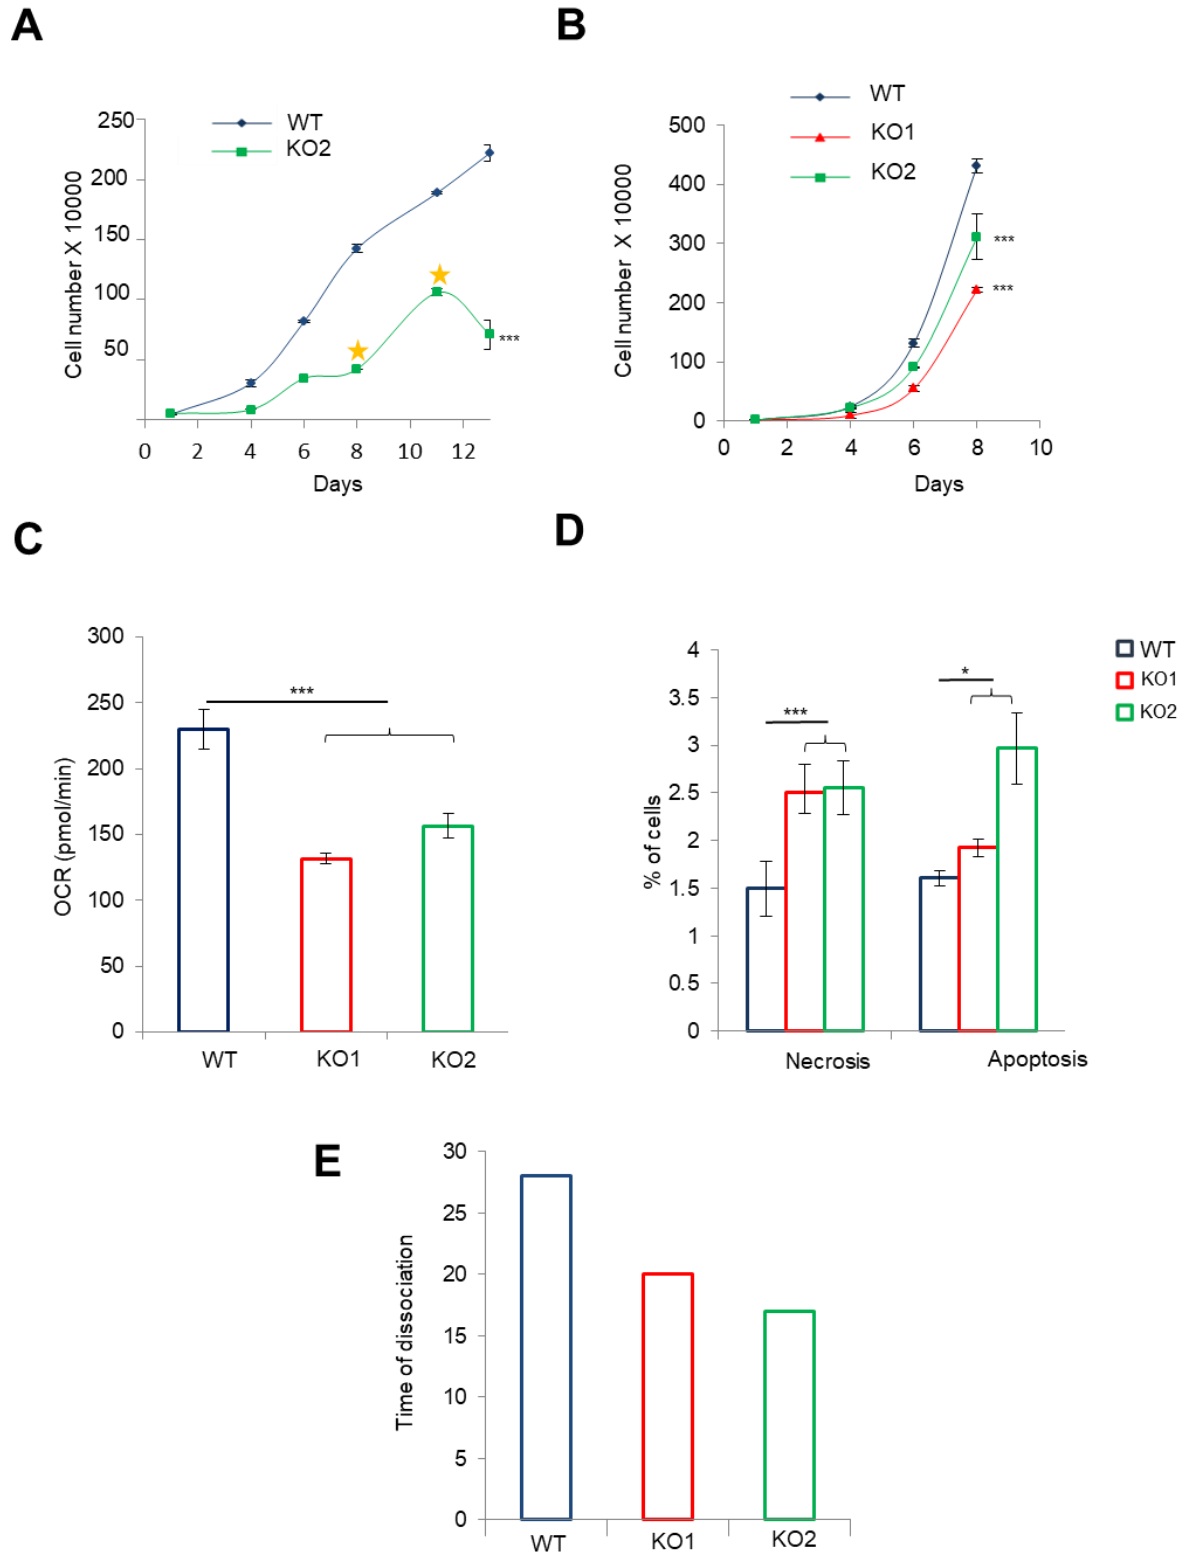 A
B
WT
KO2
WT
KO1
KO2
250
200
150
100
50
Cell number X 10000
***
0 2 4 6 8 10 12
Days
500
400
300
200
100
0
Cell number X 10000
***
***
0 2 4 6 8 10
Days
C
D
300
250
200
150
100
50
0
OCR (pmol/min)
***
WT KO1 KO2
4
3.5
3
2.5
2
1.5
1
0.5
0
% of cells
***
*
WT
KO1
KO2
Necrosis Apoptosis
E
30
25
20
15
10
5
0
Time of dissociation
WT KO1 KO2